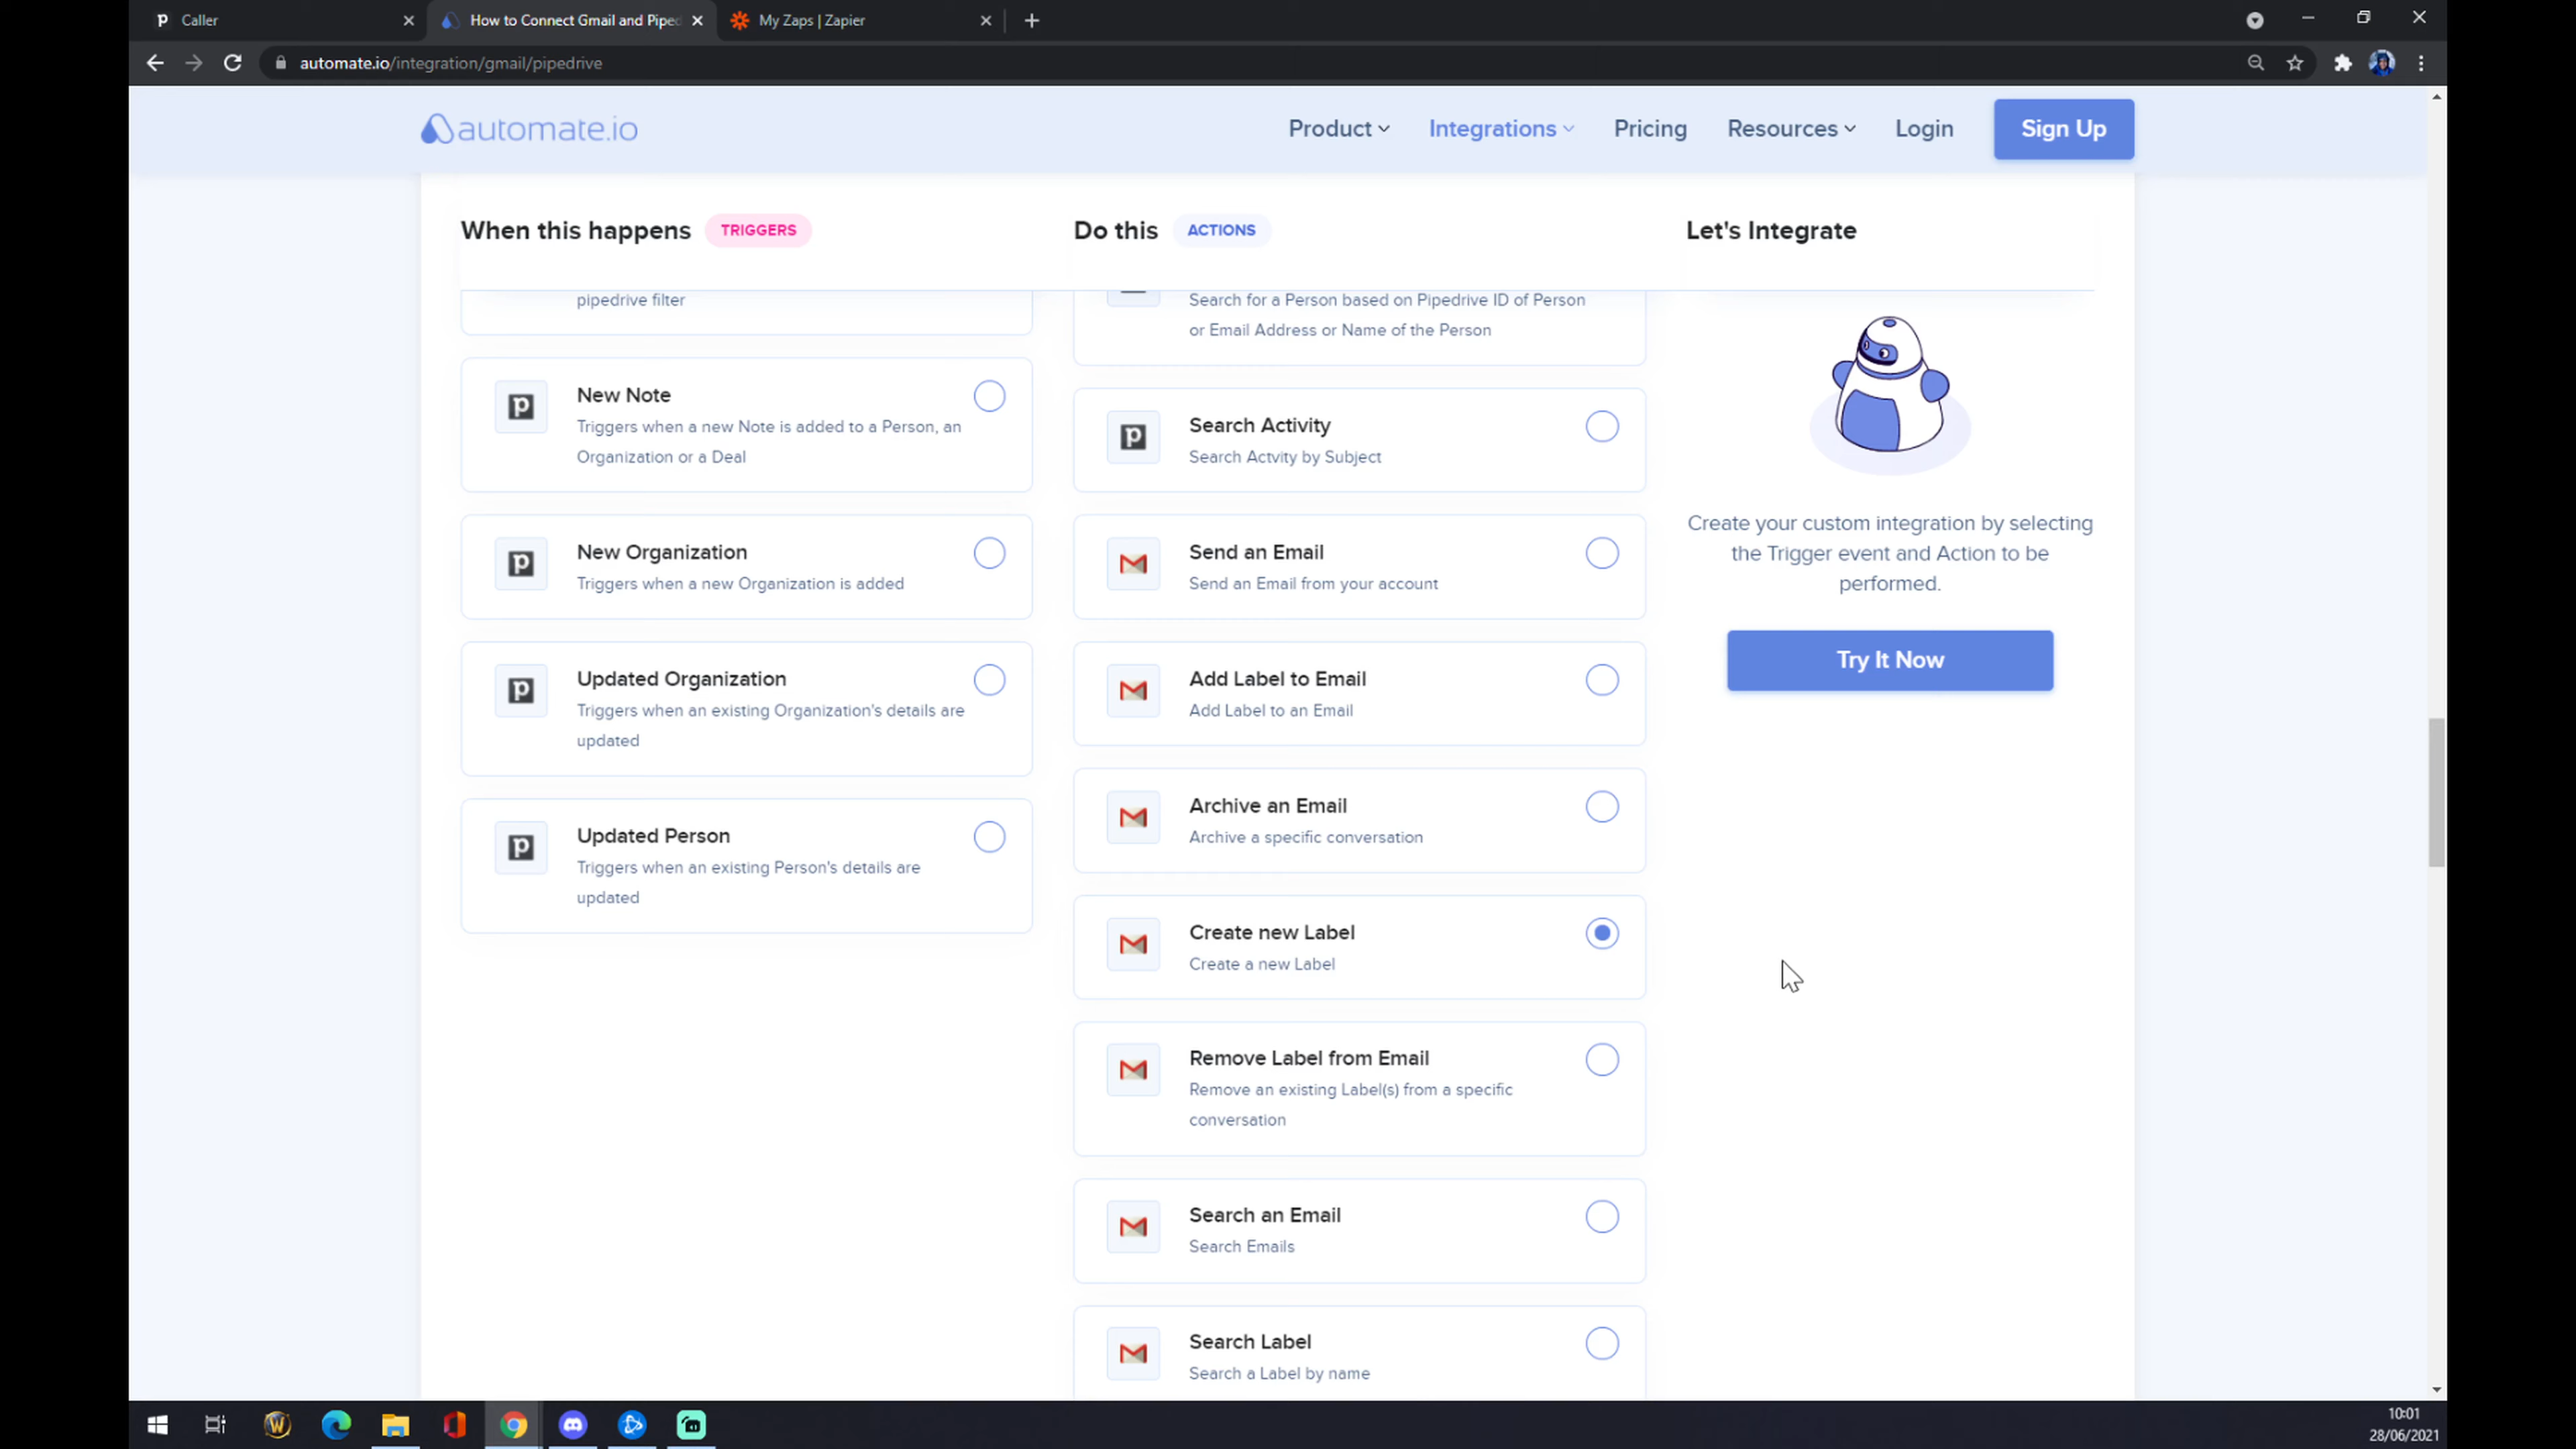 Caller
How to Connect Gmail and Piped
My Zaps | Zapier
automate.io/integration/gmail/pipedrive
automate.io
Product
Integrations
Pricing
Resources
Login
Sign Up
When this happens TRIGGERS
Do this ACTIONS
Let's Integrate
pipedrive filter
New Note
Triggers when a new Note is added to a Person, an
Organization or a Deal
New Organization
Triggers when a new Organization is added
Updated Organization
Triggers when an existing Organization's details are
updated
Updated Person
Triggers when an existing Person's details are
updated
Search for a Person based on Pipedrive ID of Person
or Email Address or Name of the Person
Search Activity
Search Actvity by Subject
Send an Email
Send an Email from your account
Add Label to Email
Add Label to an Email
Archive an Email
Archive a specific conversation
Create new Label
Create a new Label
Remove Label from Email
Remove an existing Label(s) from a specific
conversation
Search an Email
Search Emails
Search Label
Search a Label by name
Create your custom integration by selecting
the Trigger event and Action to be
performed.
Try It Now
10:01
28/06/2021